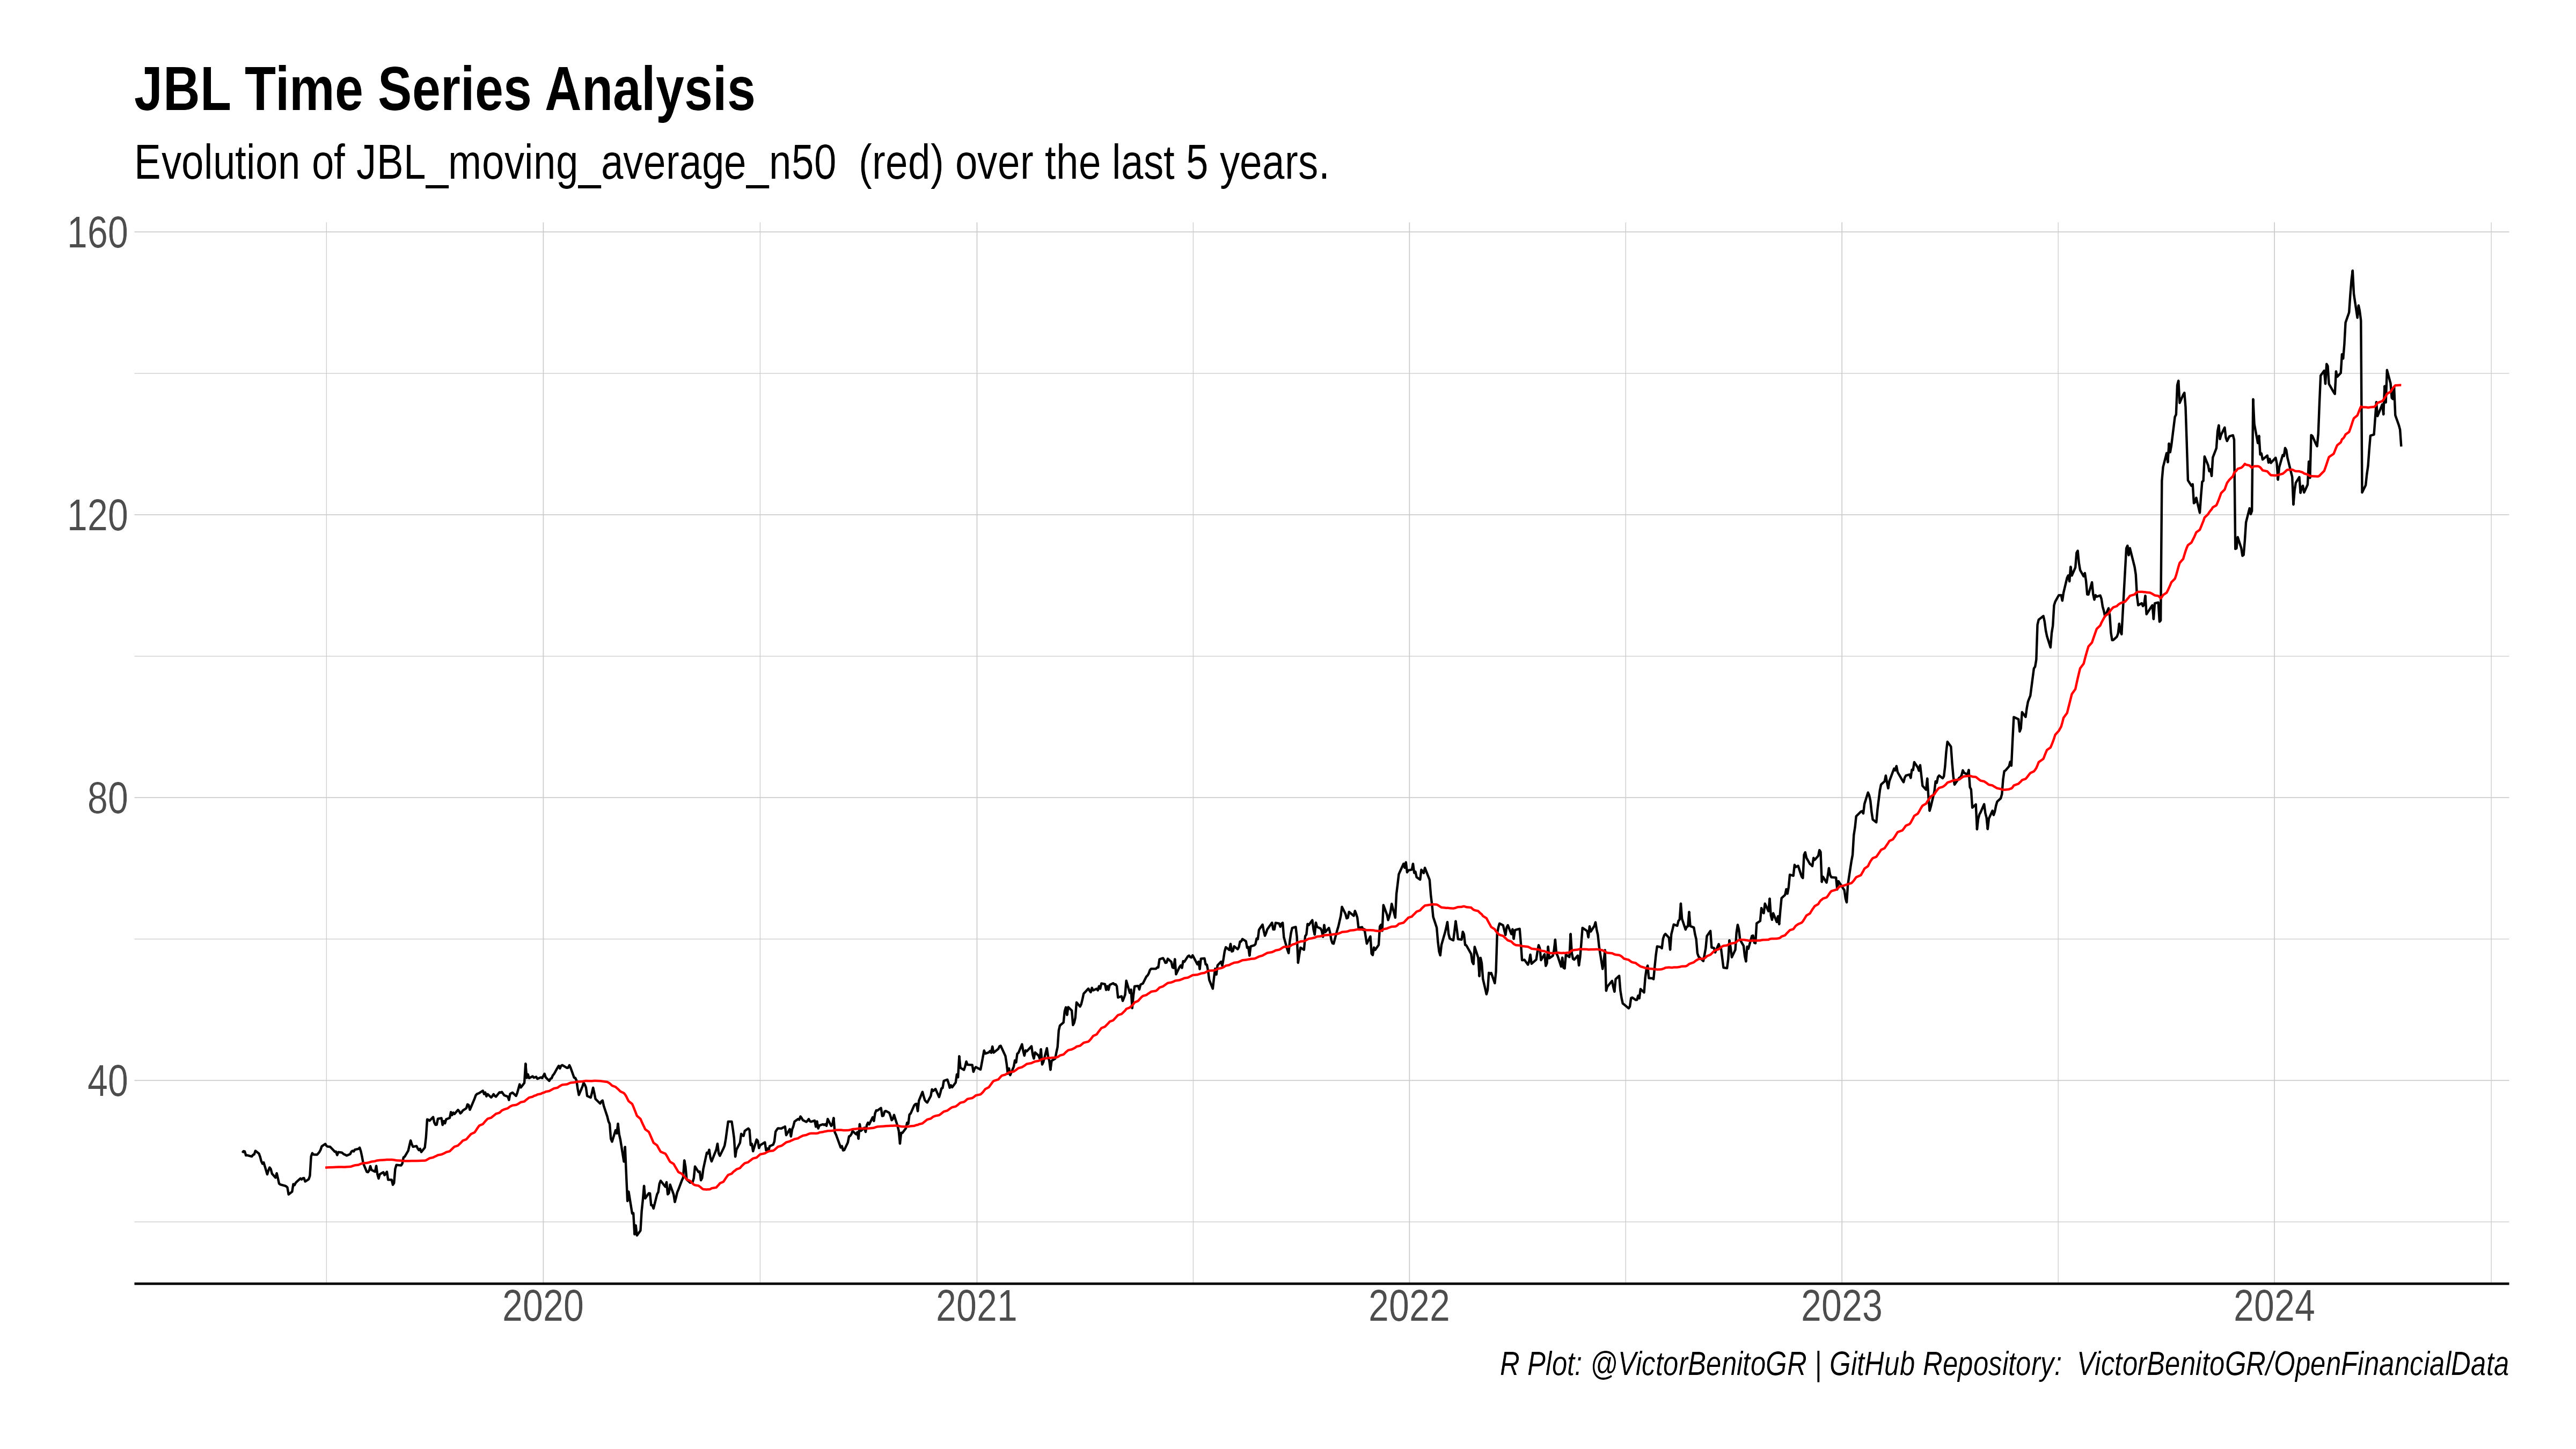 JBL Time Series Analysis
Evolution of JBL_moving_average_n50  (red) over the last 5 years.
160
120
80
40
2020 2021 2022 2023 2024
R Plot: @VictorBenitoGR | GitHub Repository:  VictorBenitoGR/OpenFinancialData